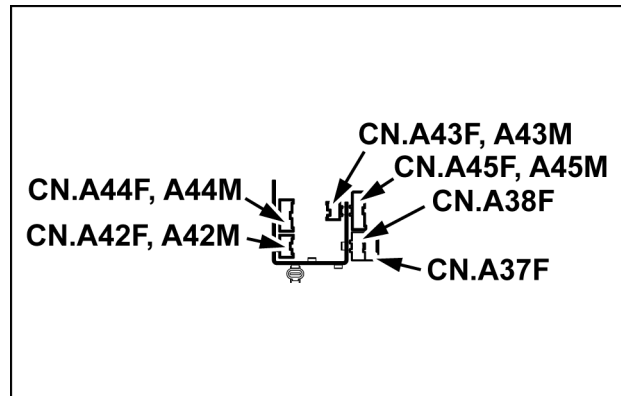 CN.A43F, A43M
CN.A45F, A45M
CN.A44F, A44M
CN.A38F
CN.A42F, A42M
CN.A37F